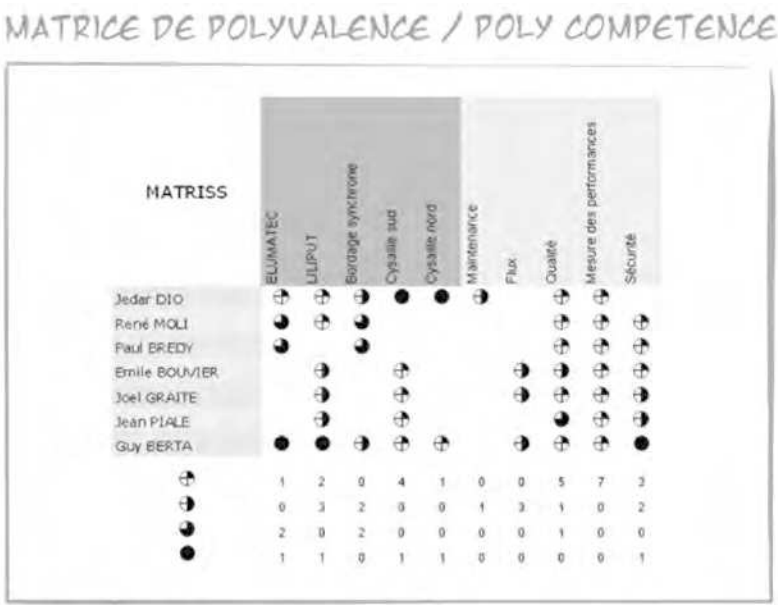 MATRICE DE POLYVALENCE / POLY COMPETENCE
MATRISS
ELUMATEC
LILIPUT
Bordage synchrone
Cysaille sud
Cysaille nord
Maintenance
Flux
Qualité
Mesure des performances
Sécurité
Jedar DIO
René MOLI
Paul BREDY
Emile BOUVIER
Joel GRAITE
Jean PIALE
Guy BERTA
1 2 0 4 1 0 0 5 7 3
0 3 2 0 0 1 3 1 0 2
2 0 2 0 0 0 0 1 0 0
1 1 0 1 1 0 0 0 0 1